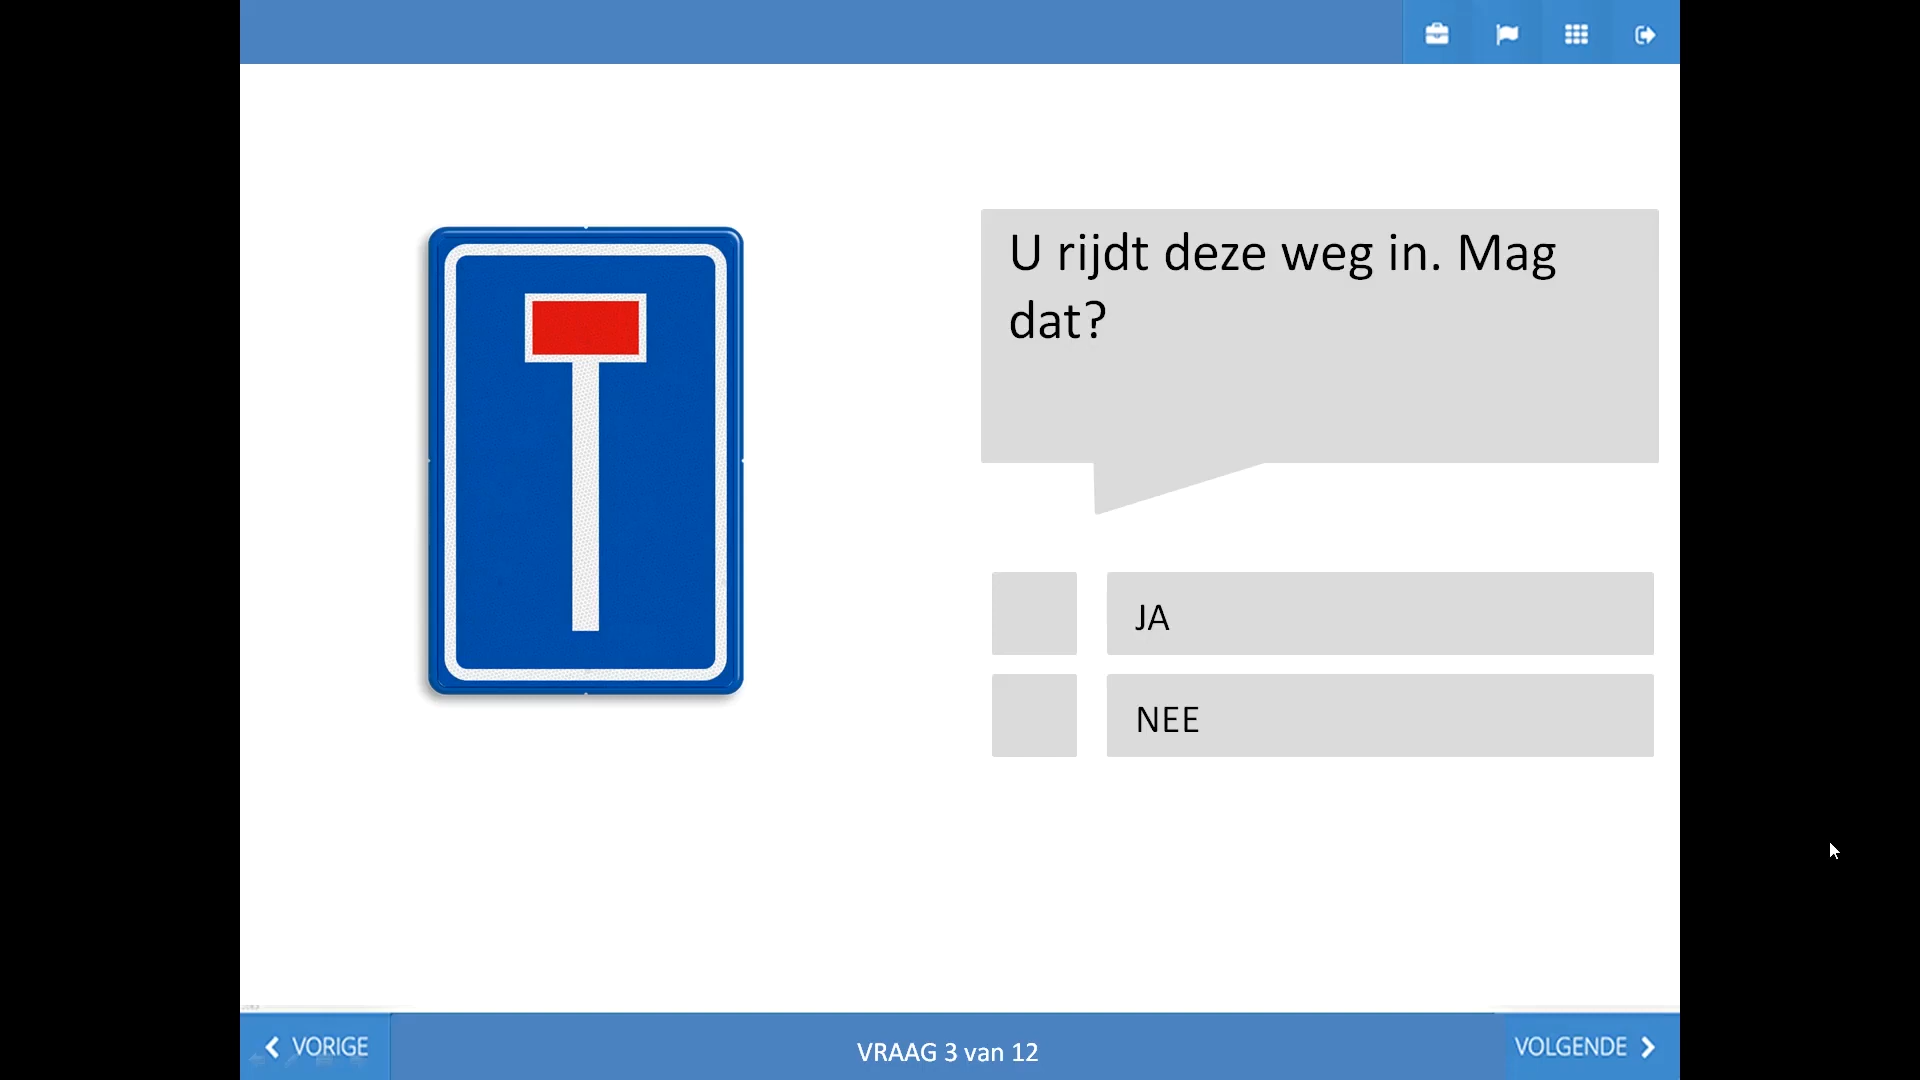 U rijdt deze weg in. Mag
dat?
JA
NEE
VORIGE
VRAAG 3 van 12
VOLGENDE